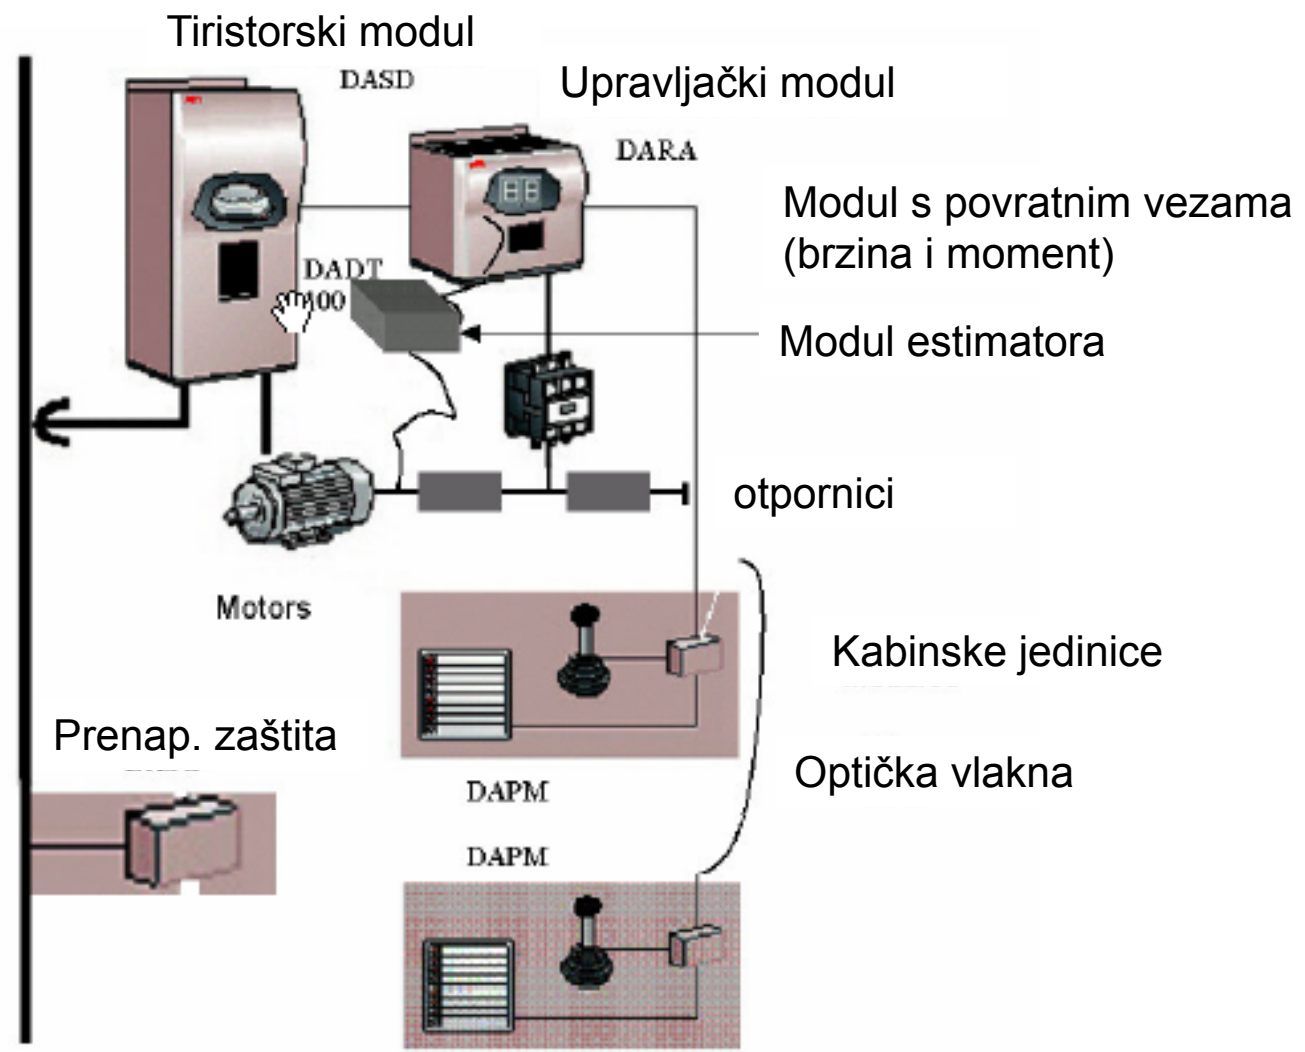 Tiristorski modul
DASD
Upravljački modul
DARA
Modul s povratnim vezama
(brzina i moment)
DADT
Modul estimatora
otpornici
Motors
Kabinske jedinice
Prenap. zaštita
Optička vlakna
DAPM
DAPM